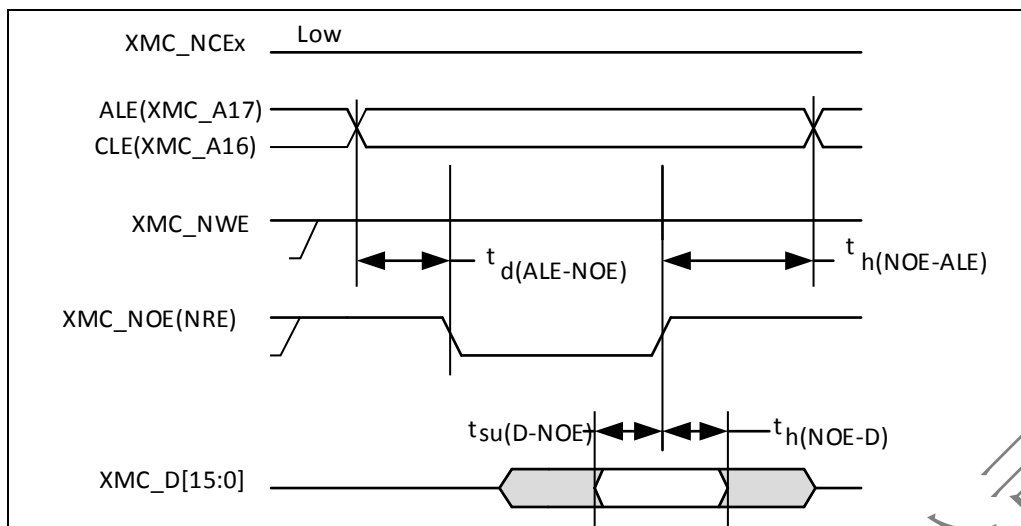 XMC_NCEx
Low
ALE(XMC_A17)
CLE(XMC_A16)
XMC_NWE
t d(ALE-NOE)
t h(NOE-ALE)
XMC_NOE(NRE)
tsu(D-NOE)
th(NOE-D)
XMC_D[15:0]